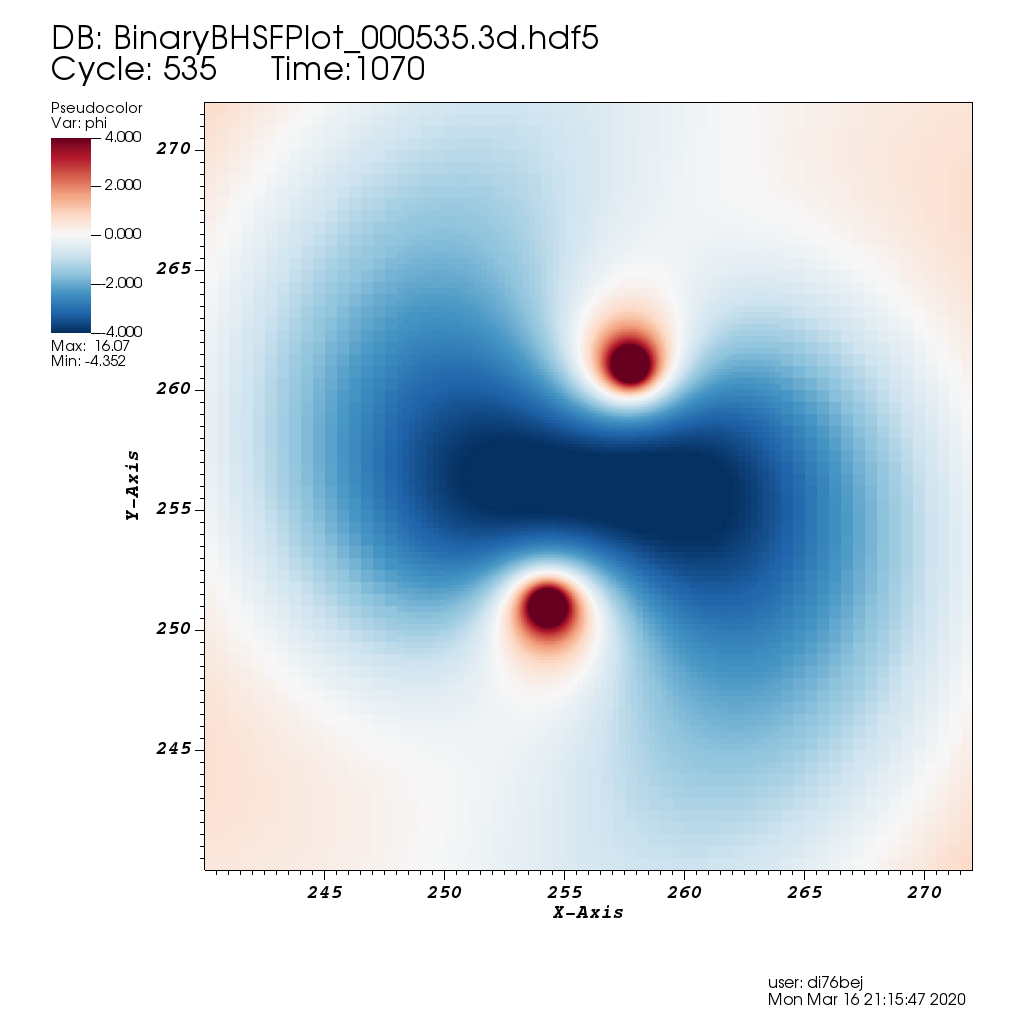 DB: BinaryBHSFPlot_000535.3d.hdf5
Cycle: 535 Time:1070
Pseudocolor
Var: phi
4.000
2.000
0.000
-2.000
-4.000
Max: 16.07
Min: -4.352
270
265
260
255
250
245
Y-Axis
245 250 255 260 265 270
X-Axis
user: di76bej
Mon Mar 16 21:15:47 2020